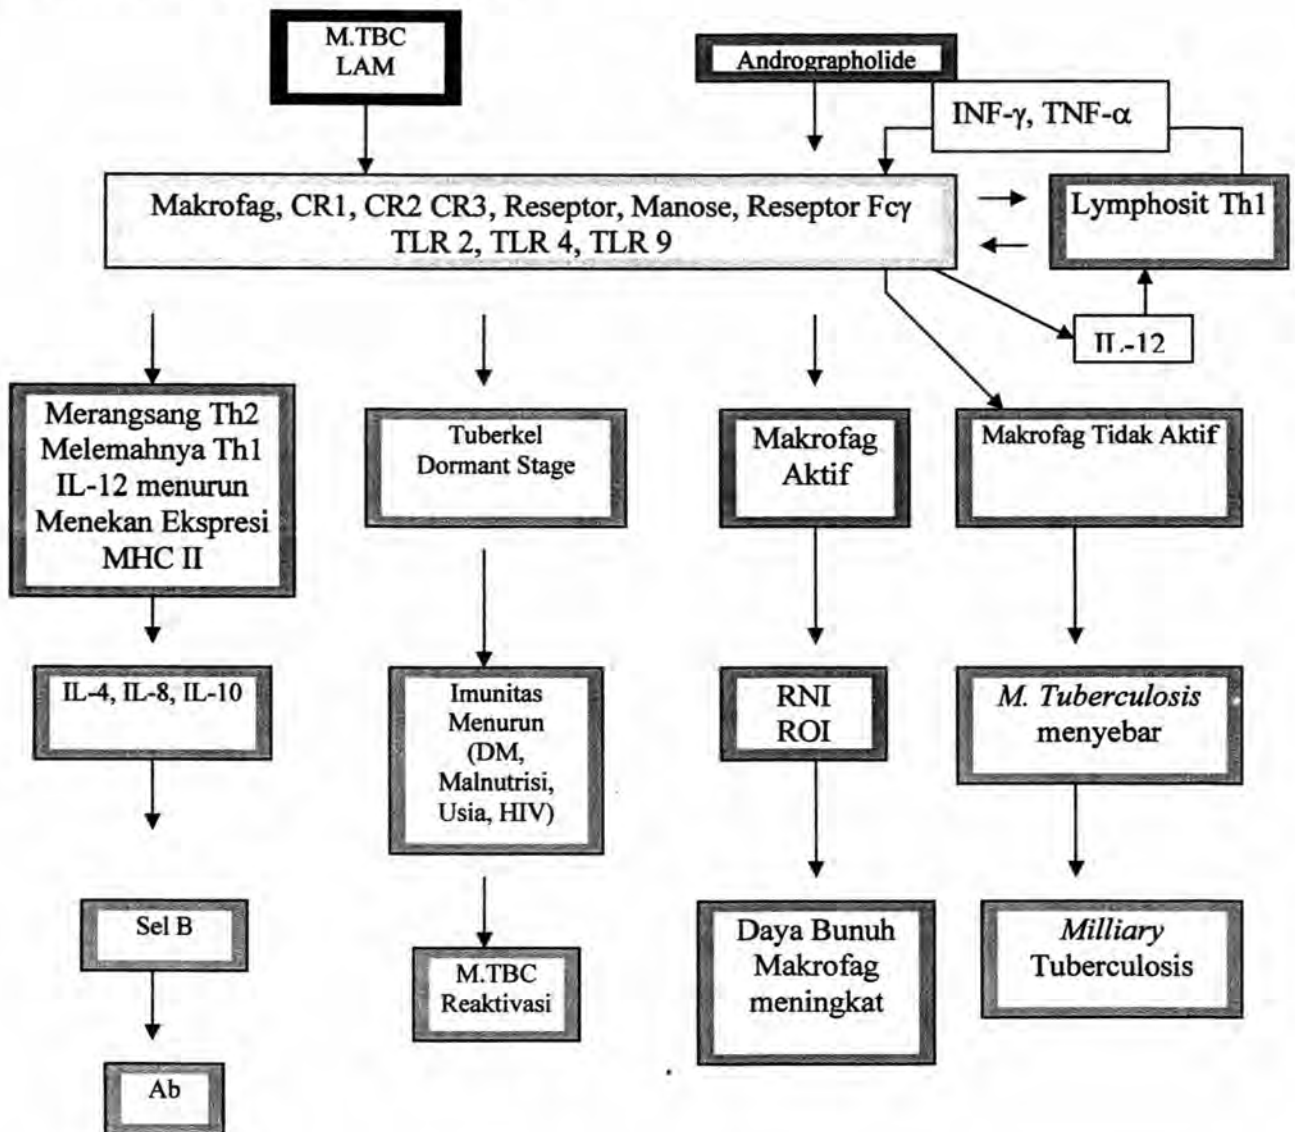 M.TBC
LAM
Andrographolide
INF-γ, TNF-α
Makrofag, CR1, CR2 CR3, Reseptor, Manose, Reseptor Fcγ
TLR 2, TLR 4, TLR 9
Lymphosit Th1
IL-12
Merangsang Th2
Melemahnya Th1
IL-12 menurun
Menekan Ekspresi
MHC II
Tuberkel
Dormant Stage
Makrofag
Aktif
Makrofag Tidak Aktif
IL-4, IL-8, IL-10
Imunitas
Menurun
(DM,
Malnutrisi,
Usia, HIV)
RNI
ROI
M. Tuberculosis
menyebar
Sel B
M.TBC
Reaktivasi
Daya Bunuh
Makrofag
meningkat
Milliary
Tuberculosis
Ab